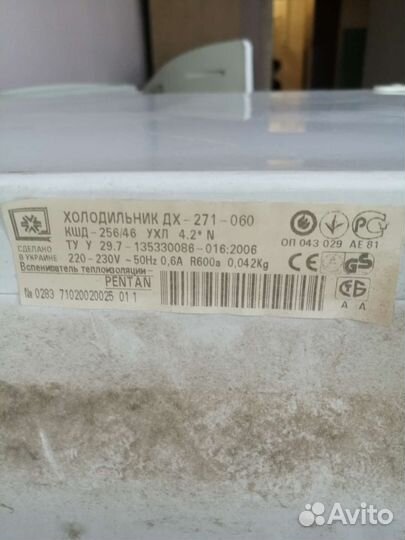 ХОЛОДИЛЬНИК ДХ-271-060
КШД-256/46 УХЛ 4.2* N
ТУ У 29.7-135330086-016:2006
220-230V ~50Hz 0,6A R600a 0,042Kg
Вспениватель теплоизоляции-
PENTAN
№ 0283 71020020025 01 1
СДЕЛАНО
В УКРАИНЕ
ОП 043 029 АЕ 81
CE GS
А А
Avito